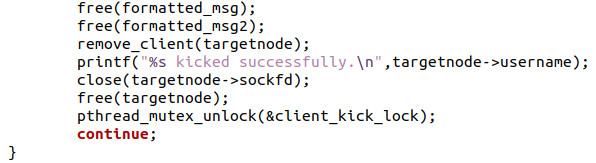 free(formatted_msg);
free(formatted_msg2);
remove_client(targetnode);
printf("%s kicked successfully.\n",targetnode->username);
close(targetnode->sockfd);
free(targetnode);
pthread_mutex_unlock(&client_kick_lock);
continue;
}